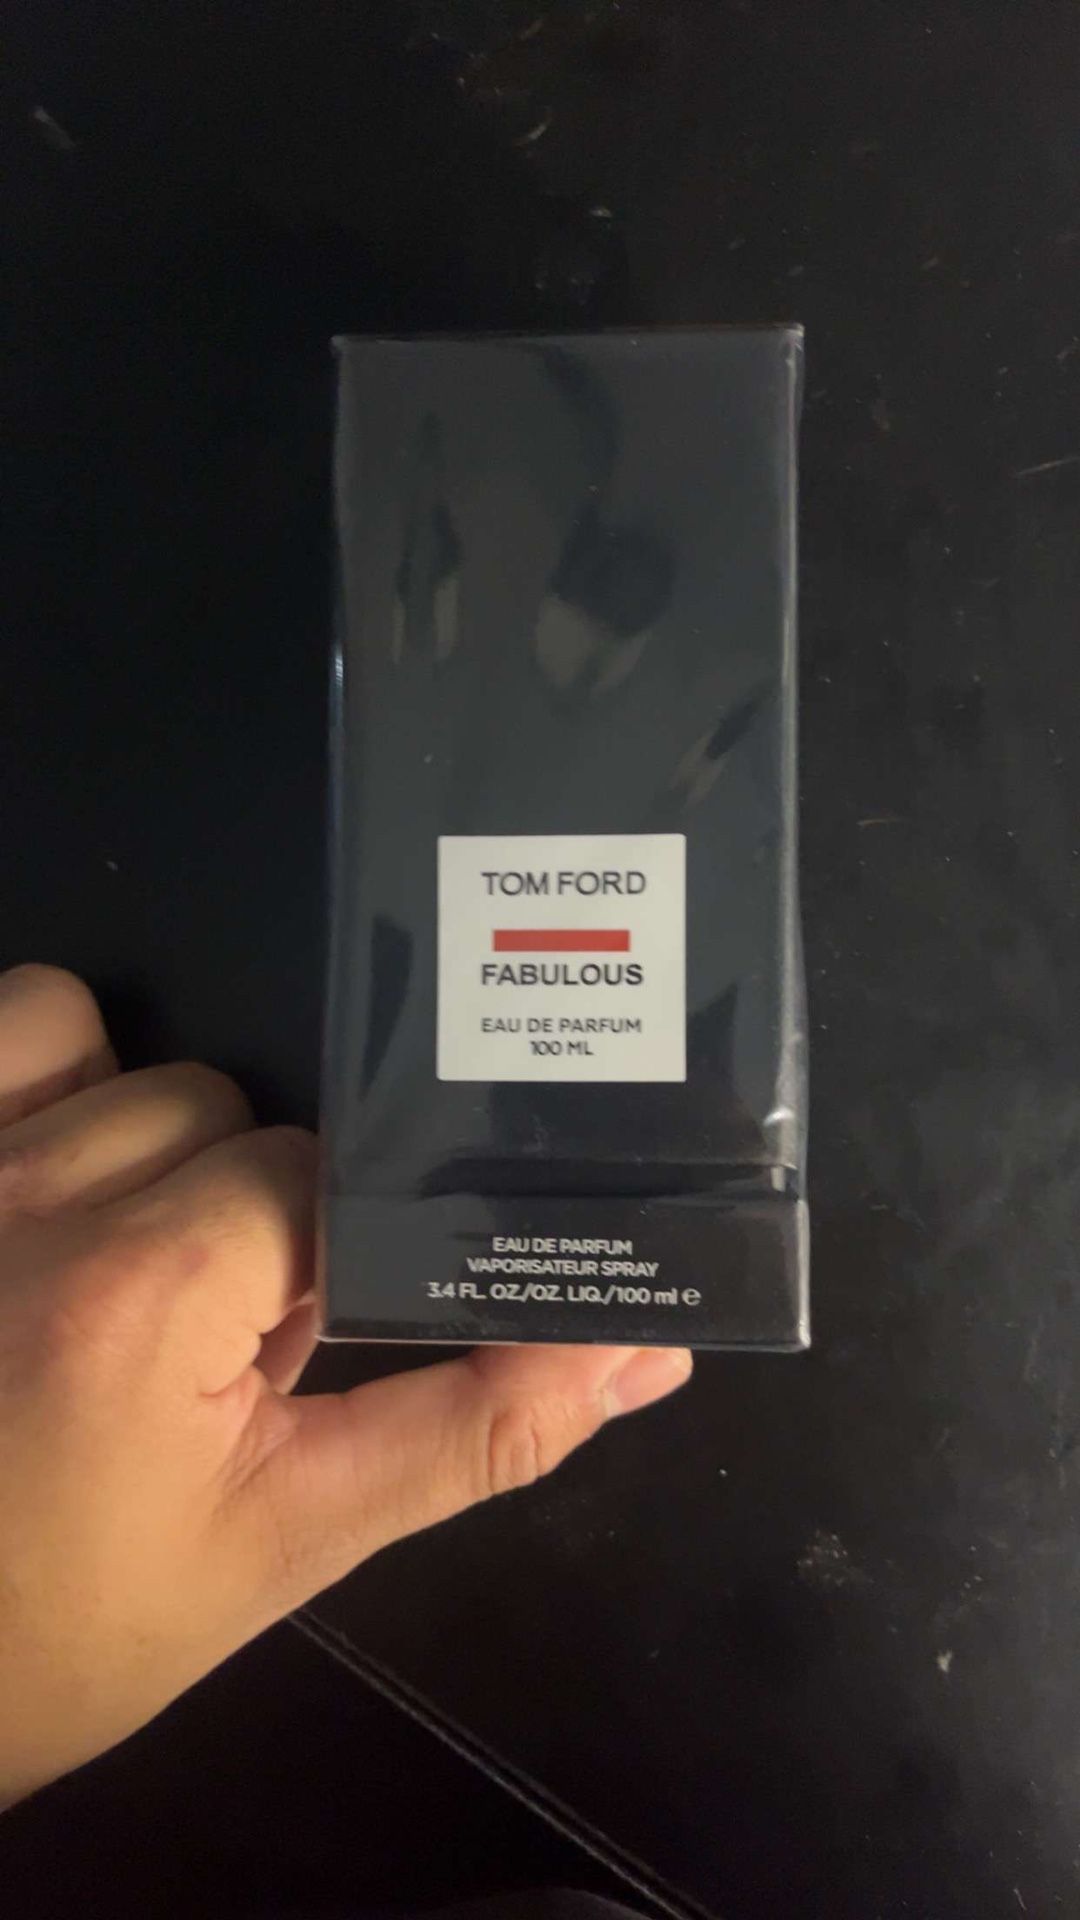 TOM FORD
FABULOUS
EAU DE PARFUM
100 ML
EAU DE PARFUM
VAPORISATEUR SPRAY
3.4 FL. OZ./OZ. LIQ./100 ml ℮